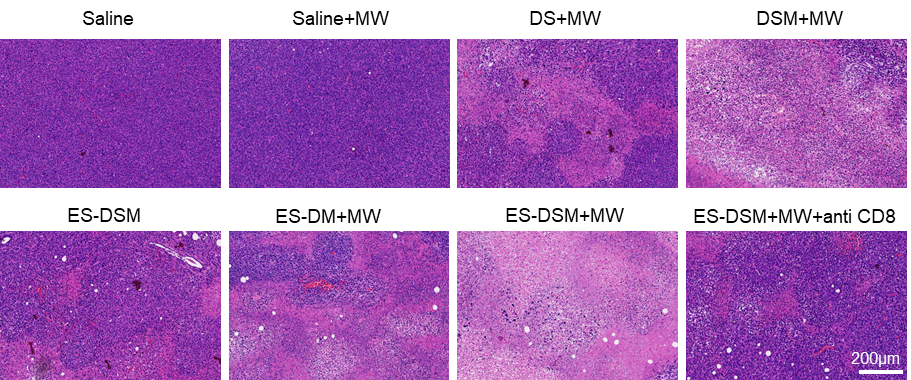 Saline
Saline+MW
DS+MW
DSM+MW
ES-DSM
ES-DM+MW
ES-DSM+MW
ES-DSM+MW+anti CD8
200μm